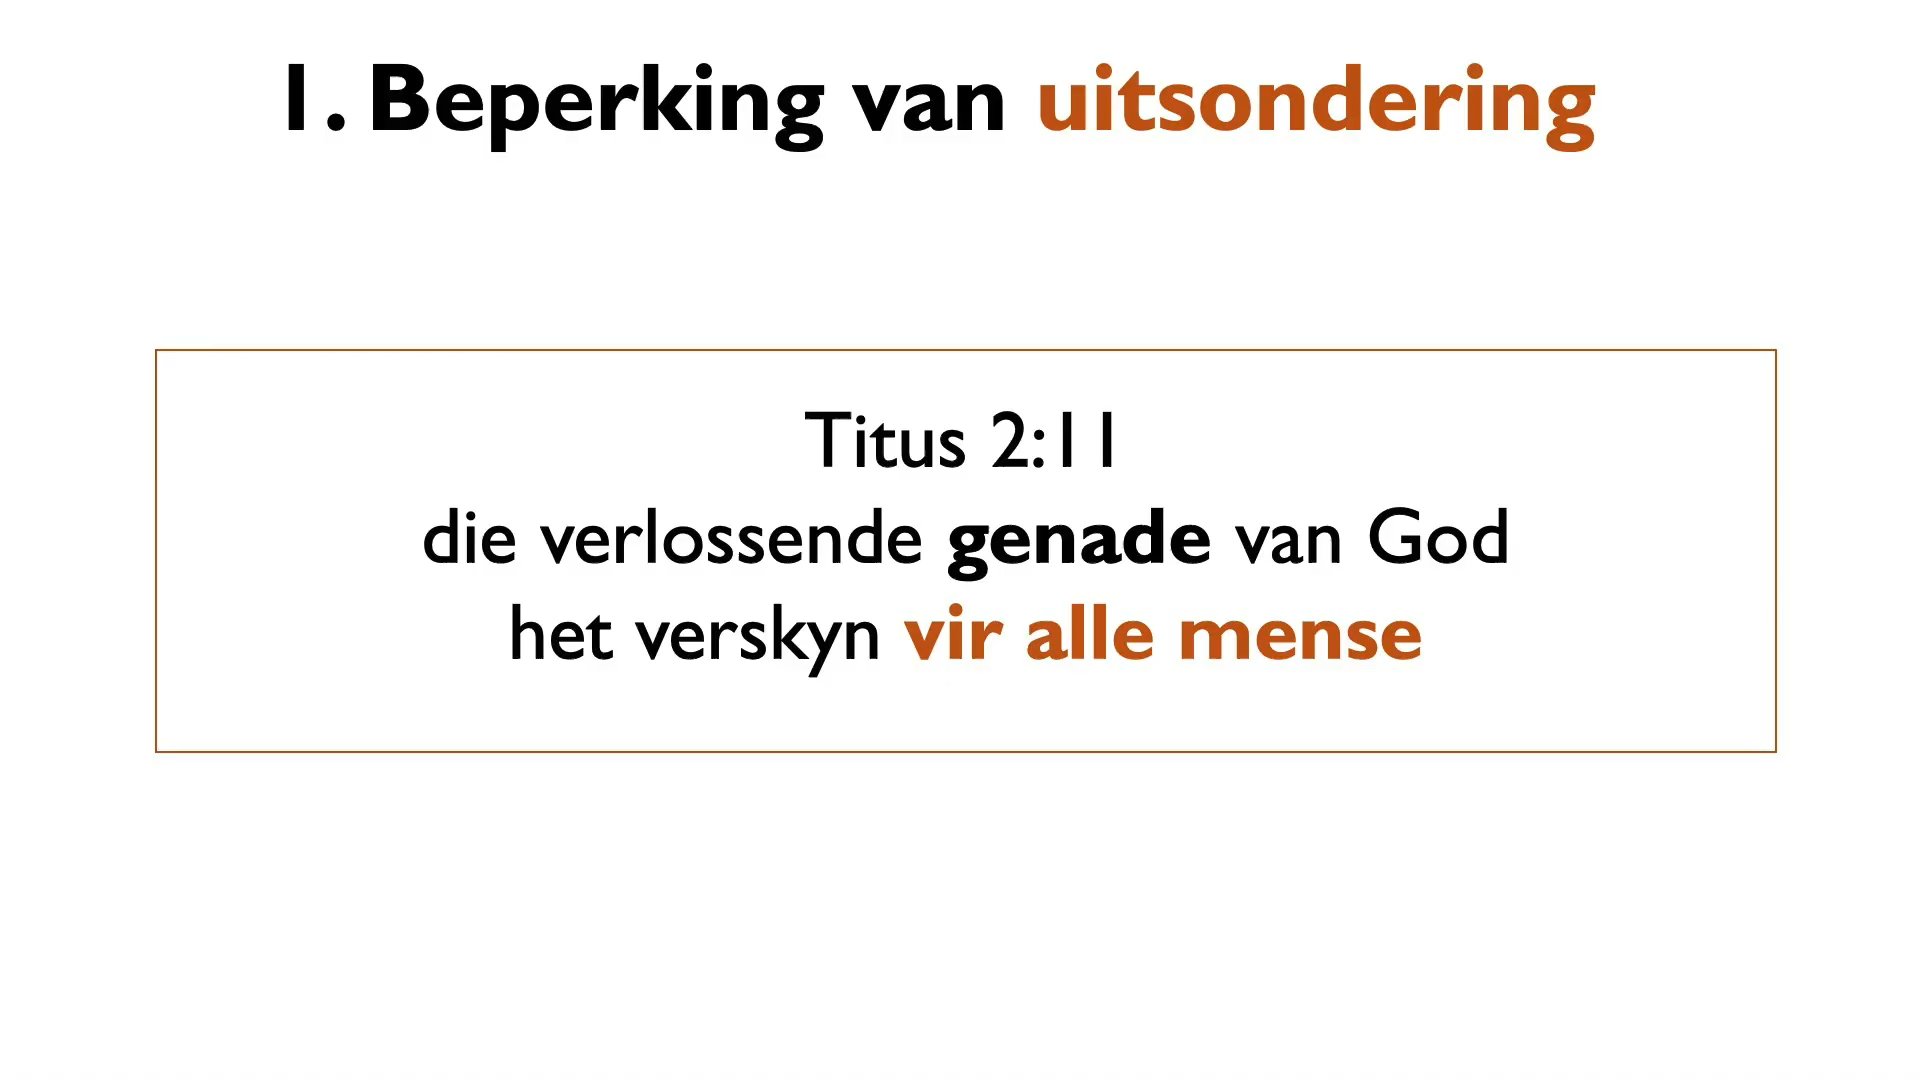 1. Beperking van uitsondering
Titus 2:11
die verlossende genade van God
het verskyn vir alle mense